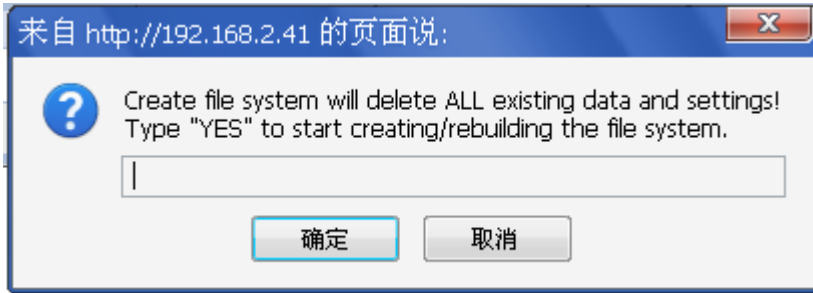 来自 http://192.168.2.41 的页面说:
Create file system will delete ALL existing data and settings!
Type "YES" to start creating/rebuilding the file system.
确定
取消